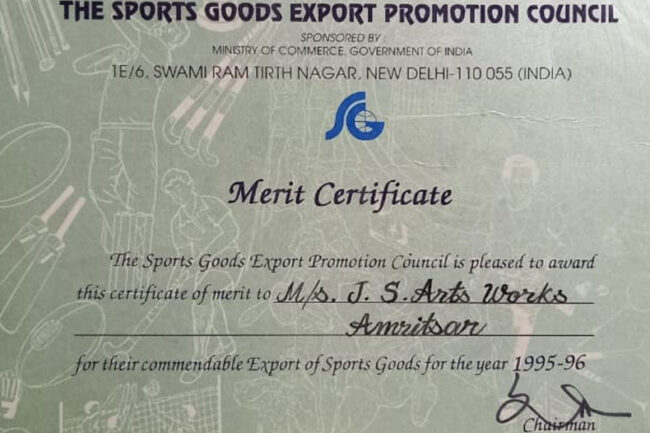 THE SPORTS GOODS EXPORT PROMOTION COUNCIL
SPONSORED BY :
MINISTRY OF COMMERCE, GOVERNMENT OF INDIA
1E/6, SWAMI RAM TIRTH NAGAR, NEW DELHI-110 055 (INDIA)
SG
Merit Certificate
The Sports Goods Export Promotion Council is pleased to award
this certificate of merit to M/s. J. S. Arts Works
Amritsar
for their commendable Export of Sports Goods for the year 1995-96
Chairman